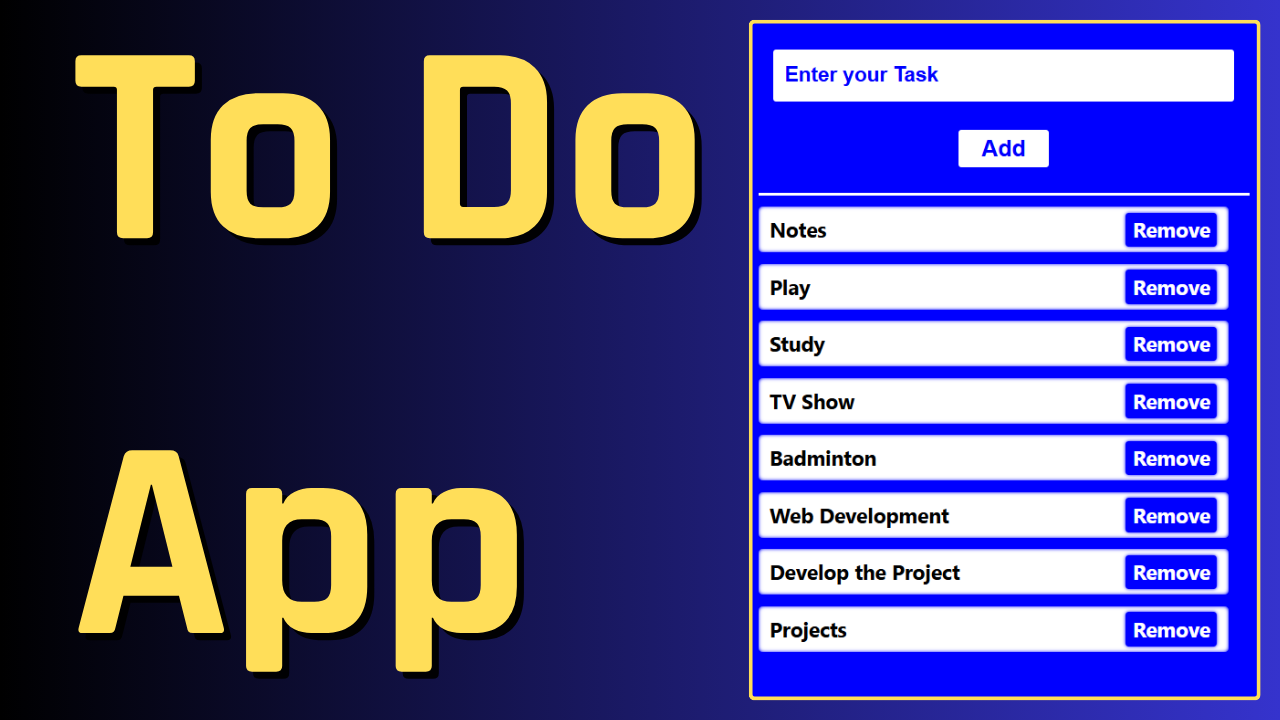 To Do
App
Enter your Task
Add
Notes Remove
Play Remove
Study Remove
TV Show Remove
Badminton Remove
Web Development Remove
Develop the Project Remove
Projects Remove